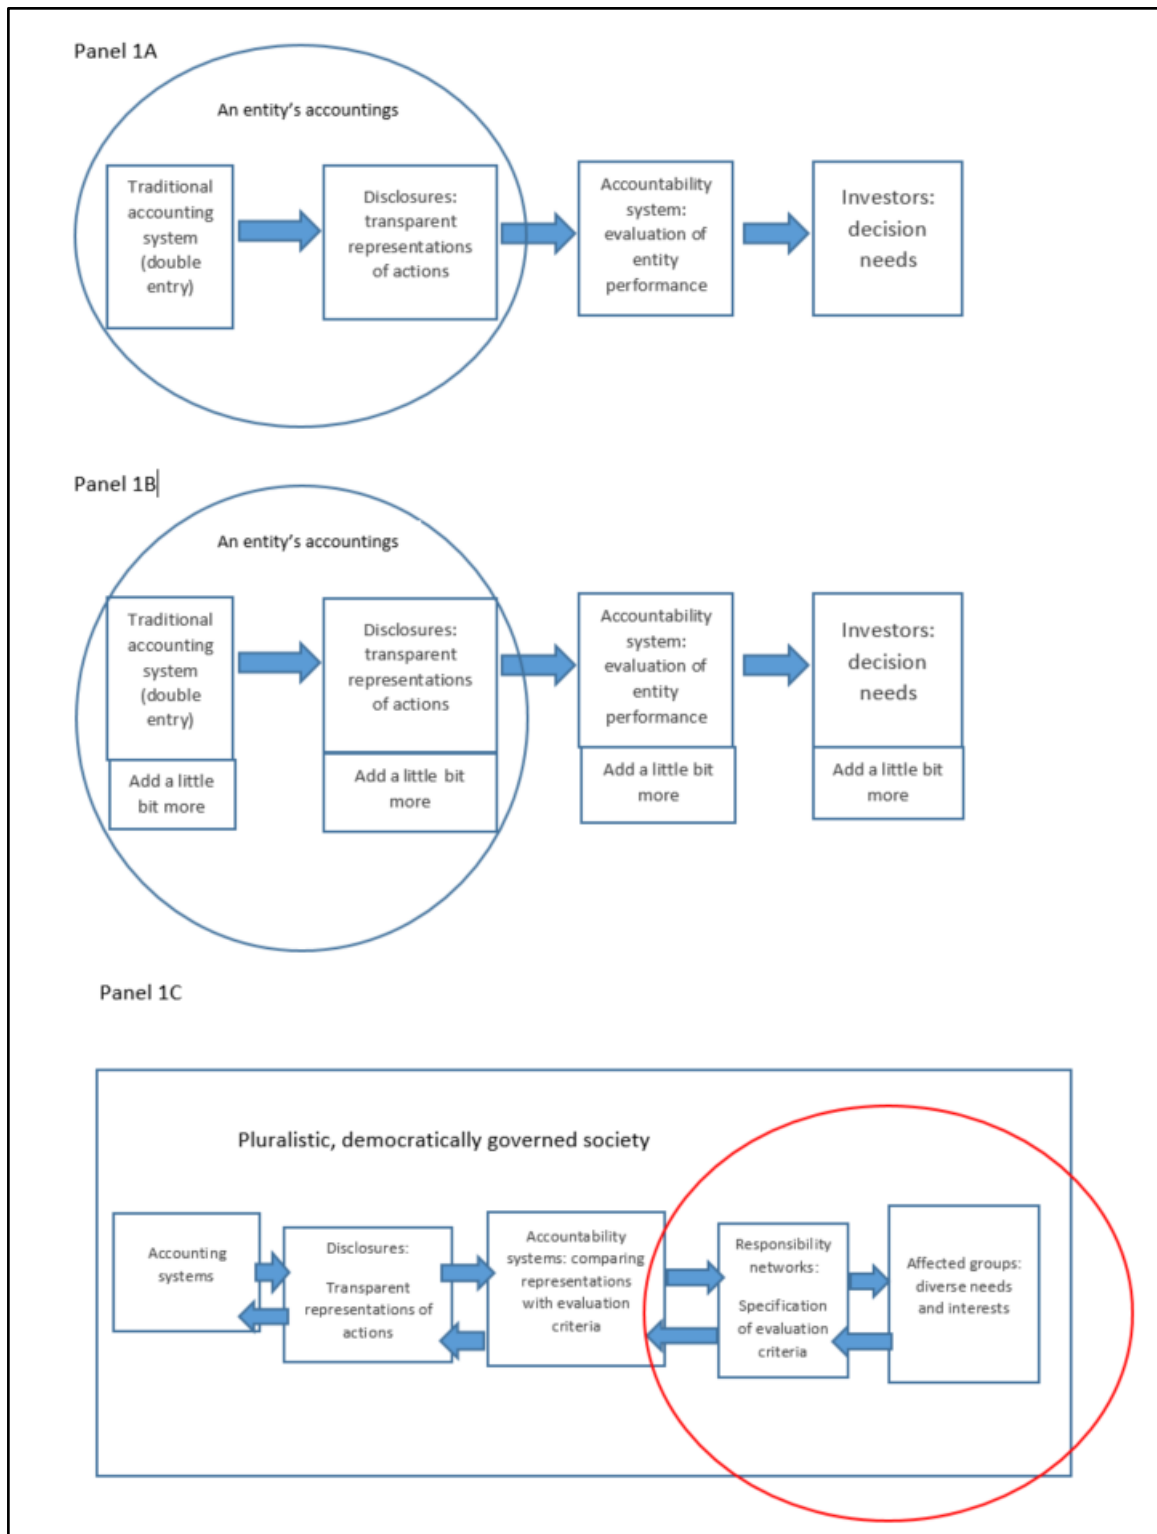 Panel 1A
An entity’s accountings
Traditional
accounting
system
(double
entry)
Disclosures:
transparent
representations
of actions
Accountability
system:
evaluation of
entity
performance
Investors:
decision
needs
Panel 1B
An entity’s accountings
Traditional
accounting
system
(double
entry)
Add a little
bit more
Disclosures:
transparent
representations
of actions
Add a little bit
more
Accountability
system:
evaluation of
entity
performance
Add a little bit
more
Investors:
decision
needs
Add a little bit
more
Panel 1C
Pluralistic, democratically governed society
Accounting
systems
Disclosures:
Transparent
representations of
actions
Accountability
systems: comparing
representations
with evaluation
criteria
Responsibility
networks:
Specification
of evaluation
criteria
Affected groups:
diverse needs
and interests